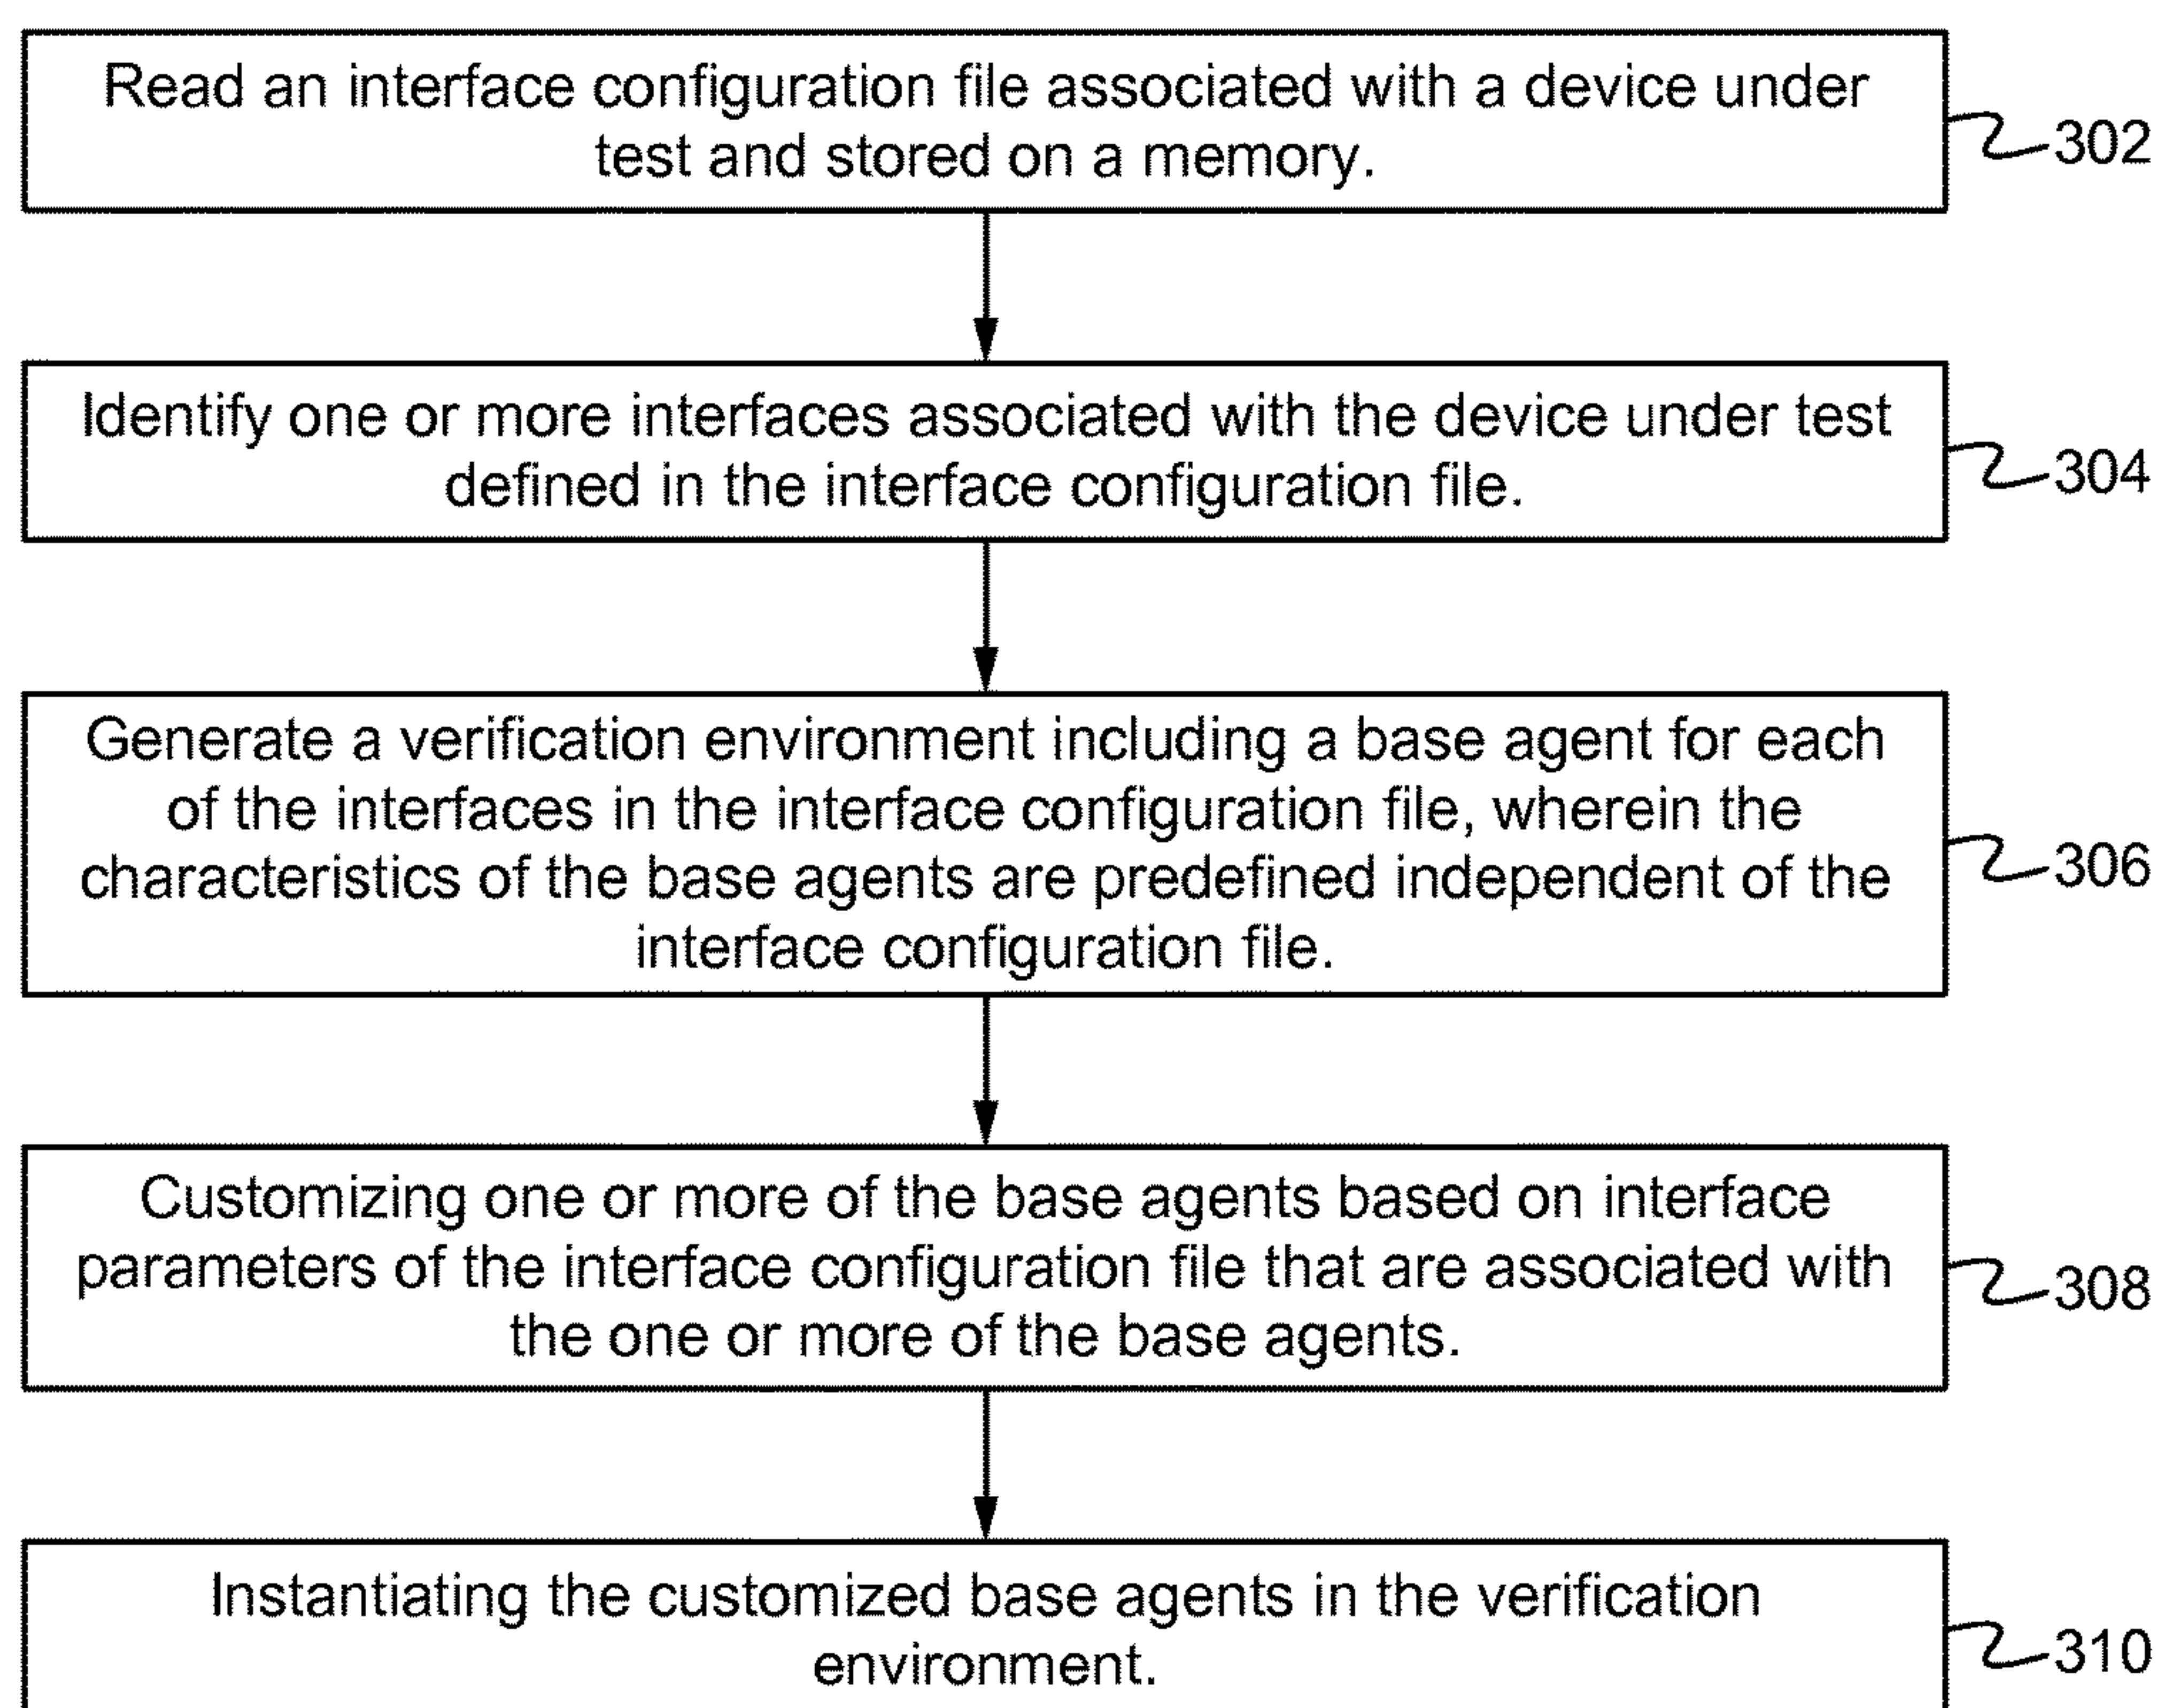 Read an interface configuration file associated with a device under
test and stored on a memory.
302
Identify one or more interfaces associated with the device under test
defined in the interface configuration file.
304
Generate a verification environment including a base agent for each
of the interfaces in the interface configuration file, wherein the
characteristics of the base agents are predefined independent of the
interface configuration file.
306
Customizing one or more of the base agents based on interface
parameters of the interface configuration file that are associated with
the one or more of the base agents.
308
Instantiating the customized base agents in the verification
environment.
310